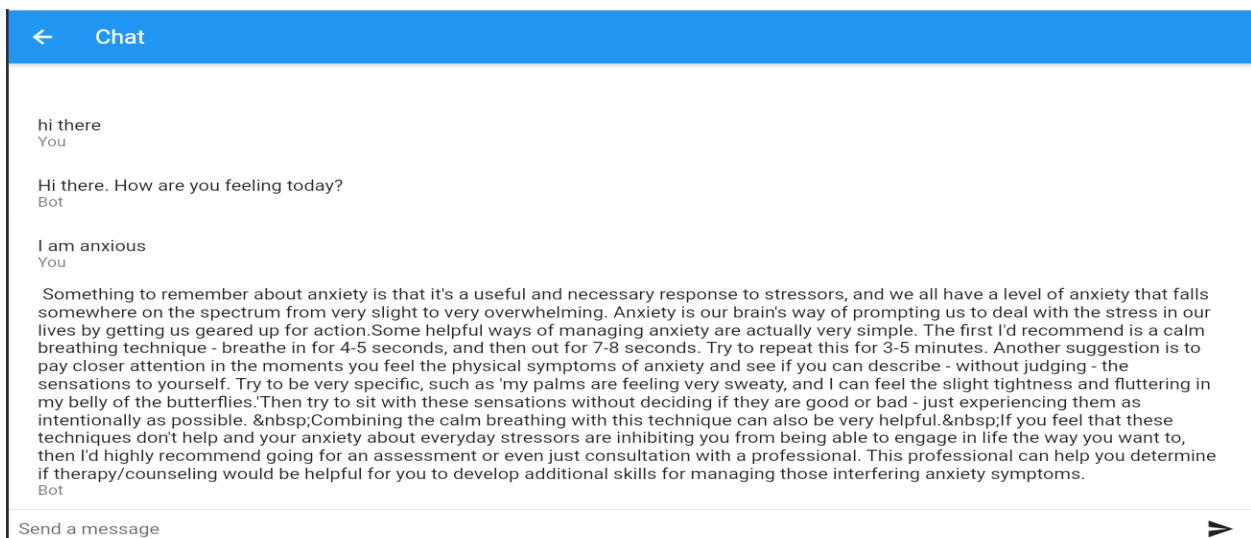 Chat
hi there
You
Hi there. How are you feeling today?
Bot
I am anxious
You
Something to remember about anxiety is that it's a useful and necessary response to stressors, and we all have a level of anxiety that falls
somewhere on the spectrum from very slight to very overwhelming. Anxiety is our brain's way of prompting us to deal with the stress in our
lives by getting us geared up for action.Some helpful ways of managing anxiety are actually very simple. The first I'd recommend is a calm
breathing technique - breathe in for 4-5 seconds, and then out for 7-8 seconds. Try to repeat this for 3-5 minutes. Another suggestion is to
pay closer attention in the moments you feel the physical symptoms of anxiety and see if you can describe - without judging - the
sensations to yourself. Try to be very specific, such as 'my palms are feeling very sweaty, and I can feel the slight tightness and fluttering in
my belly of the butterflies.'Then try to sit with these sensations without deciding if they are good or bad - just experiencing them as
intentionally as possible. &nbsp;Combining the calm breathing with this technique can also be very helpful.&nbsp;If you feel that these
techniques don't help and your anxiety about everyday stressors are inhibiting you from being able to engage in life the way you want to,
then I'd highly recommend going for an assessment or even just consultation with a professional. This professional can help you determine
if therapy/counseling would be helpful for you to develop additional skills for managing those interfering anxiety symptoms.
Bot
Send a message